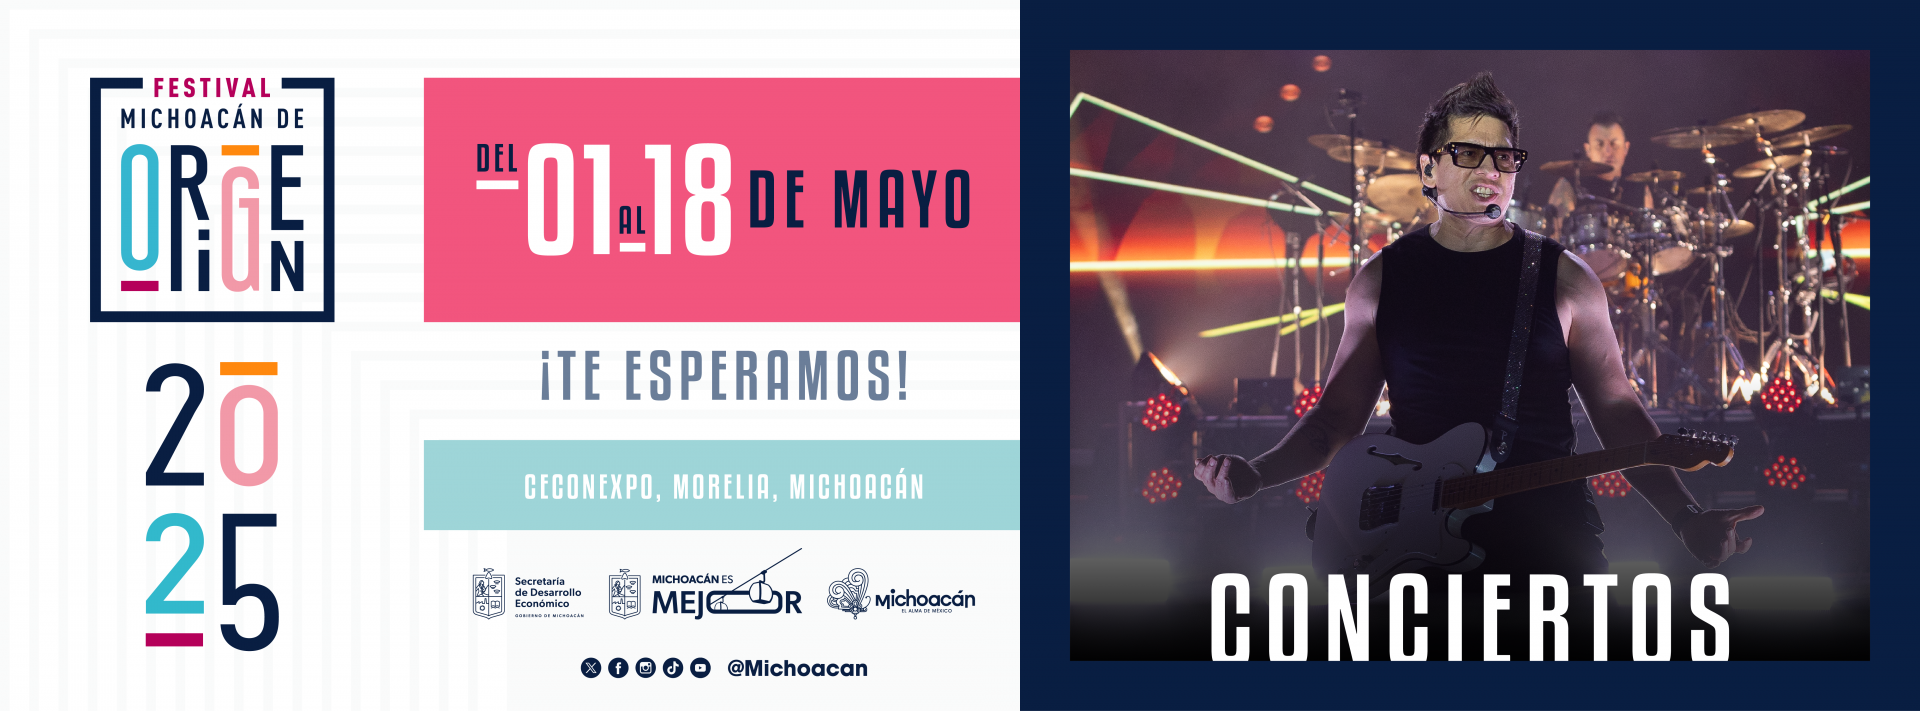 FESTIVAL
MICHOACÁN DE
ORIGEN
2025
DEL 01 AL 18 DE MAYO
¡TE ESPERAMOS!
CECONEXPO, MORELIA, MICHOACÁN
Secretaría
de Desarrollo
Económico
GOBIERNO DE MICHOACÁN
MICHOACÁN ES
MEJOR
Michoacán
EL ALMA DE MÉXICO
@Michoacan
CONCIERTOS